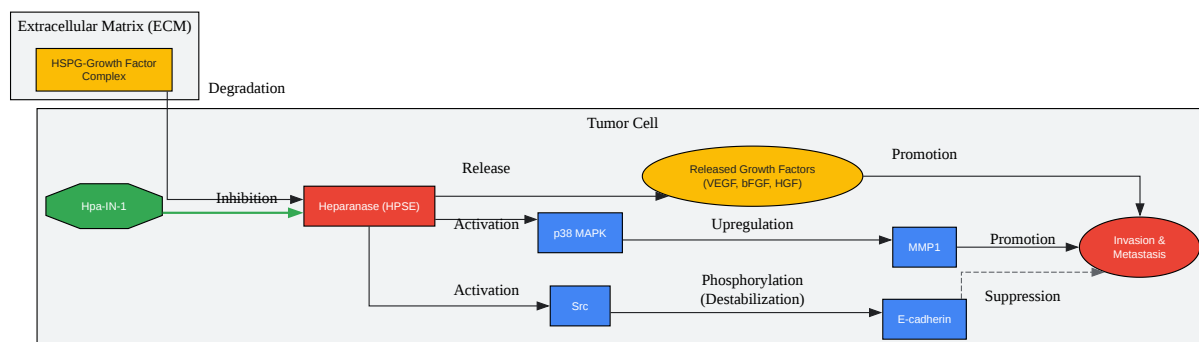 Extracellular Matrix (ECM)
HSPG-Growth Factor
Complex
Degradation
Tumor Cell
Hpa-IN-1
Inhibition
Heparanase (HPSE)
Release
Released Growth Factors
(VEGF, bFGF, HGF)
Promotion
Activation
p38 MAPK
Upregulation
MMP1
Promotion
Invasion &
Metastasis
Activation
Src
Phosphorylation
(Destabilization)
E-cadherin
Suppression